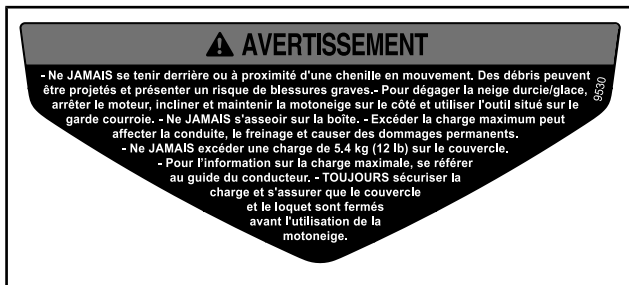 AVERTISSEMENT
- Ne JAMAIS se tenir derrière ou à proximité d'une chenille en mouvement. Des débris peuvent
être projetés et présenter un risque de blessures graves.- Pour dégager la neige durcie/glace,
arrêter le moteur, incliner et maintenir la motoneige sur le côté et utiliser l'outil situé sur le
garde courroie. - Ne JAMAIS s'asseoir sur la boîte. - Excéder la charge maximum peut
affecter la conduite, le freinage et causer des dommages permanents.
- Ne JAMAIS excéder une charge de 5.4 kg (12 lb) sur le couvercle.
- Pour l'information sur la charge maximale, se référer
au guide du conducteur. - TOUJOURS sécuriser la
charge et s'assurer que le couvercle
et le loquet sont fermés
avant l'utilisation de la
motoneige.
9530